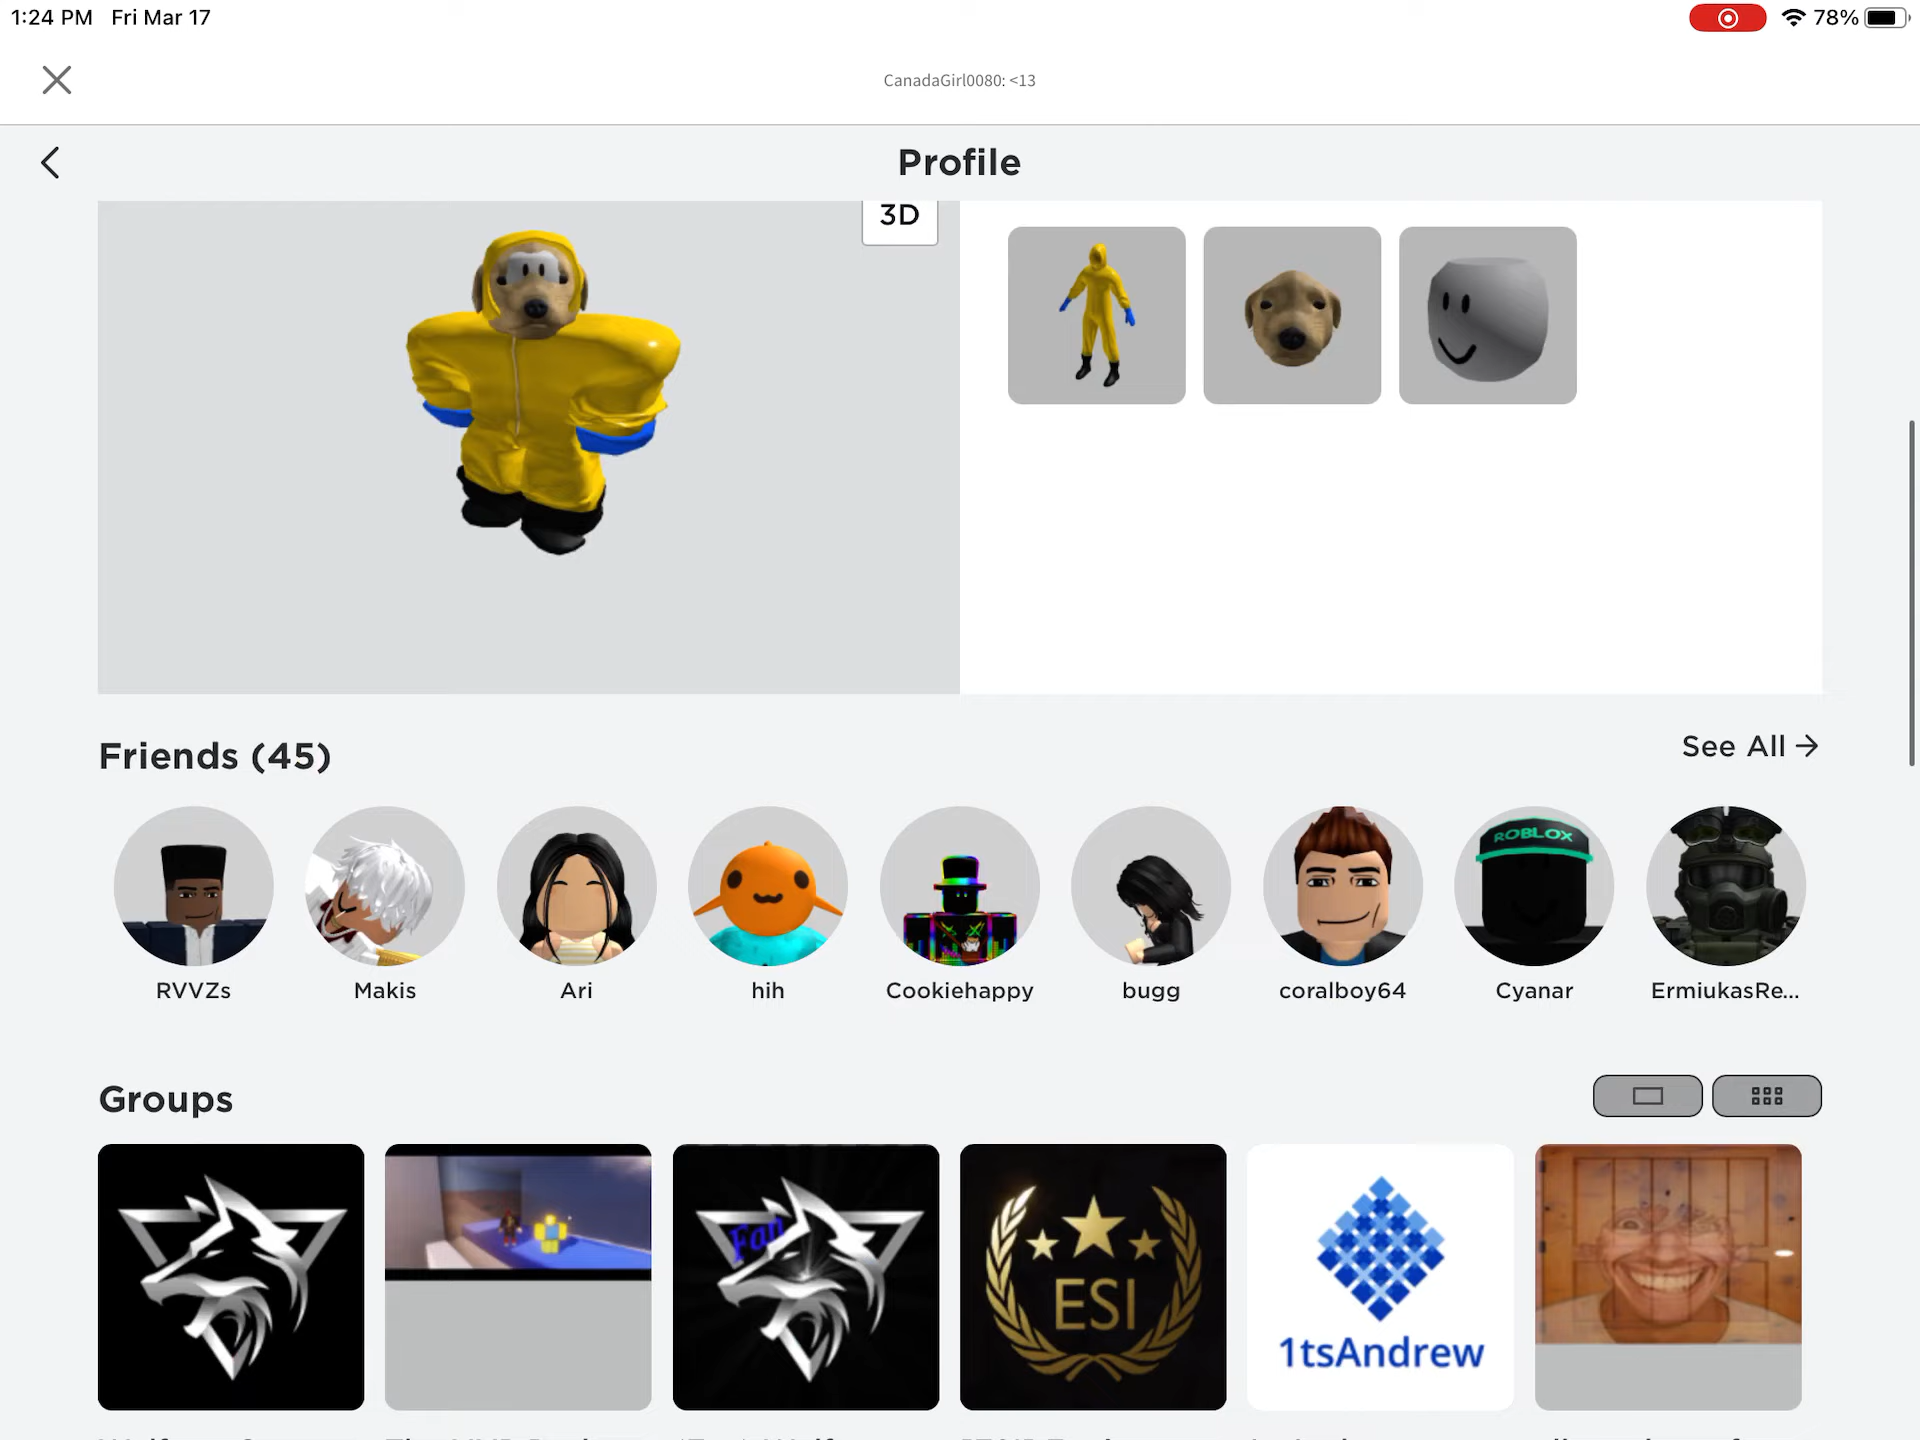 1:24 PM Fri Mar 17
78%
CanadaGirl0080: <13
Profile
3D
Friends (45)
See All
ROBLOX
RVVZs
Makis
Ari
hih
Cookiehappy
bugg
coralboy64
Cyanar
ErmiukasRe...
Groups
Fan
ESI
1tsAndrew